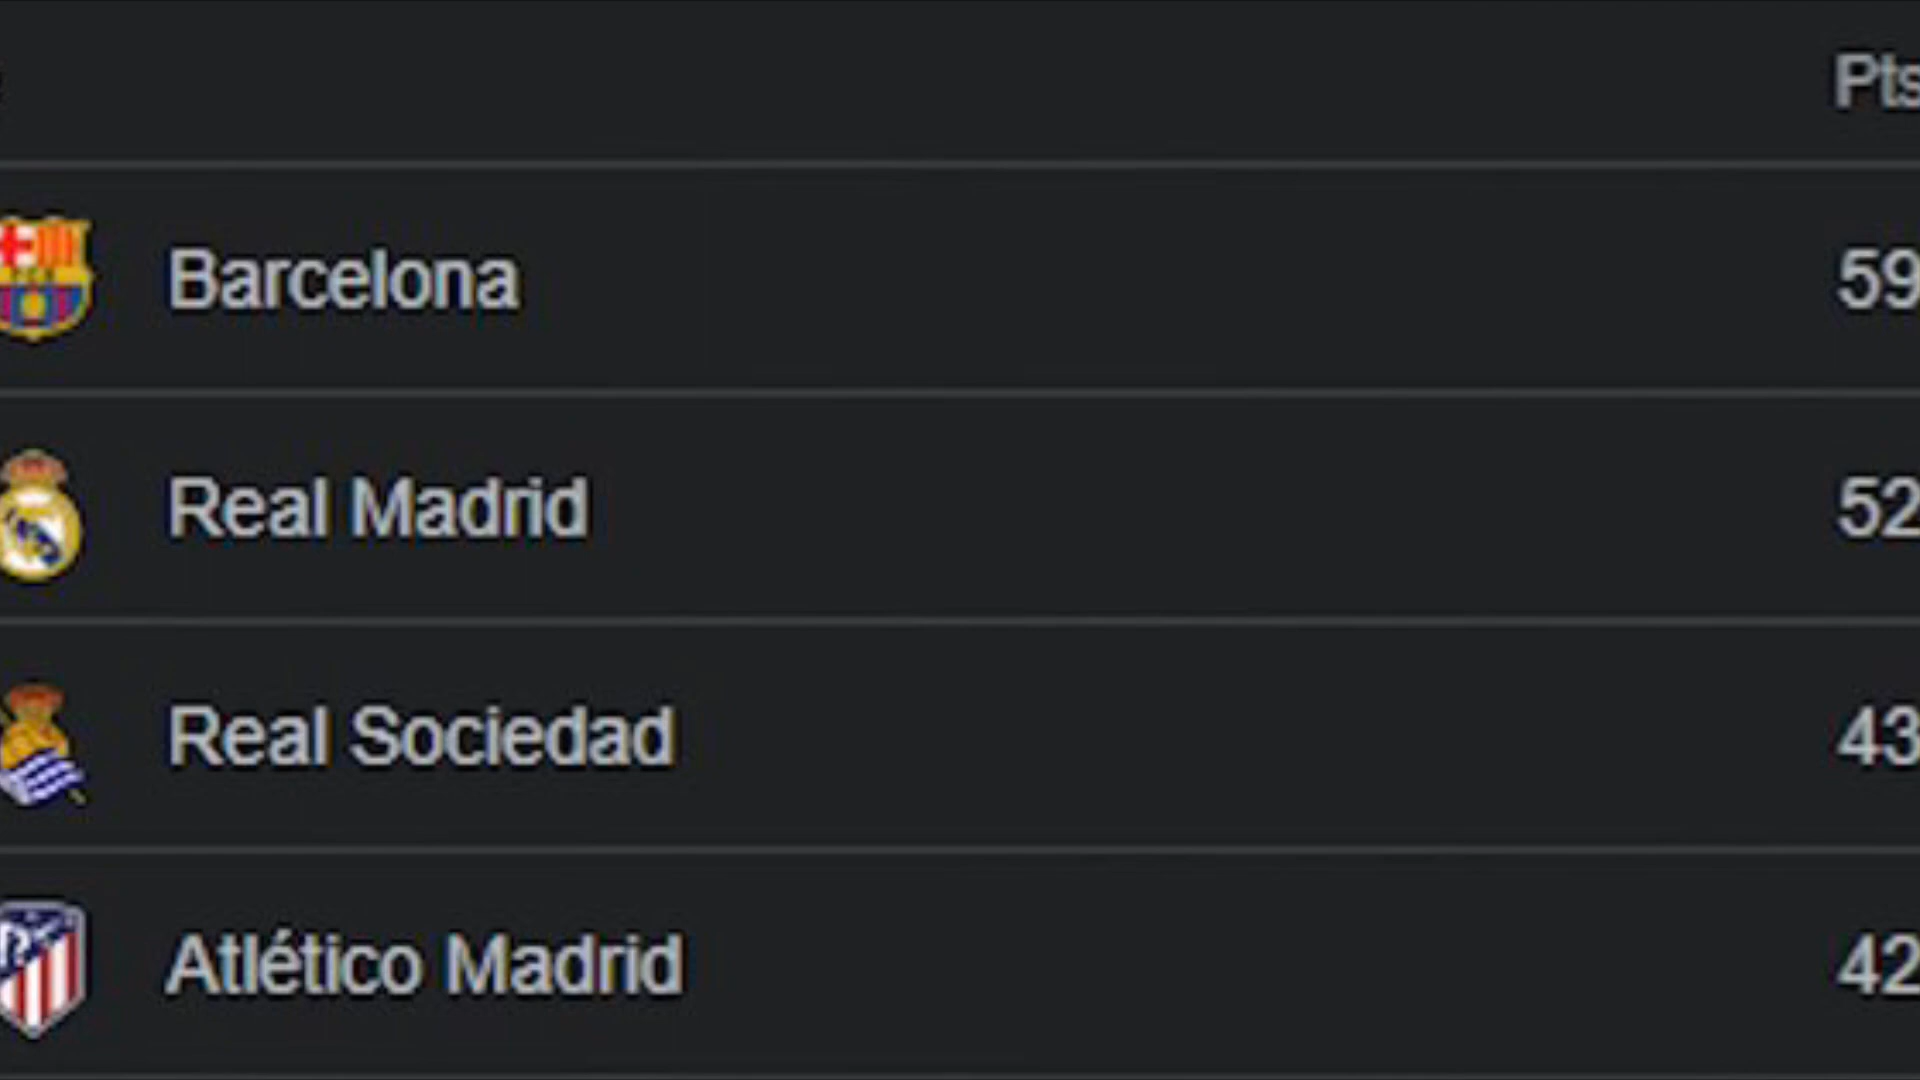 Pts
Barcelona 59
Real Madrid 52
Real Sociedad 43
Atlético Madrid 42